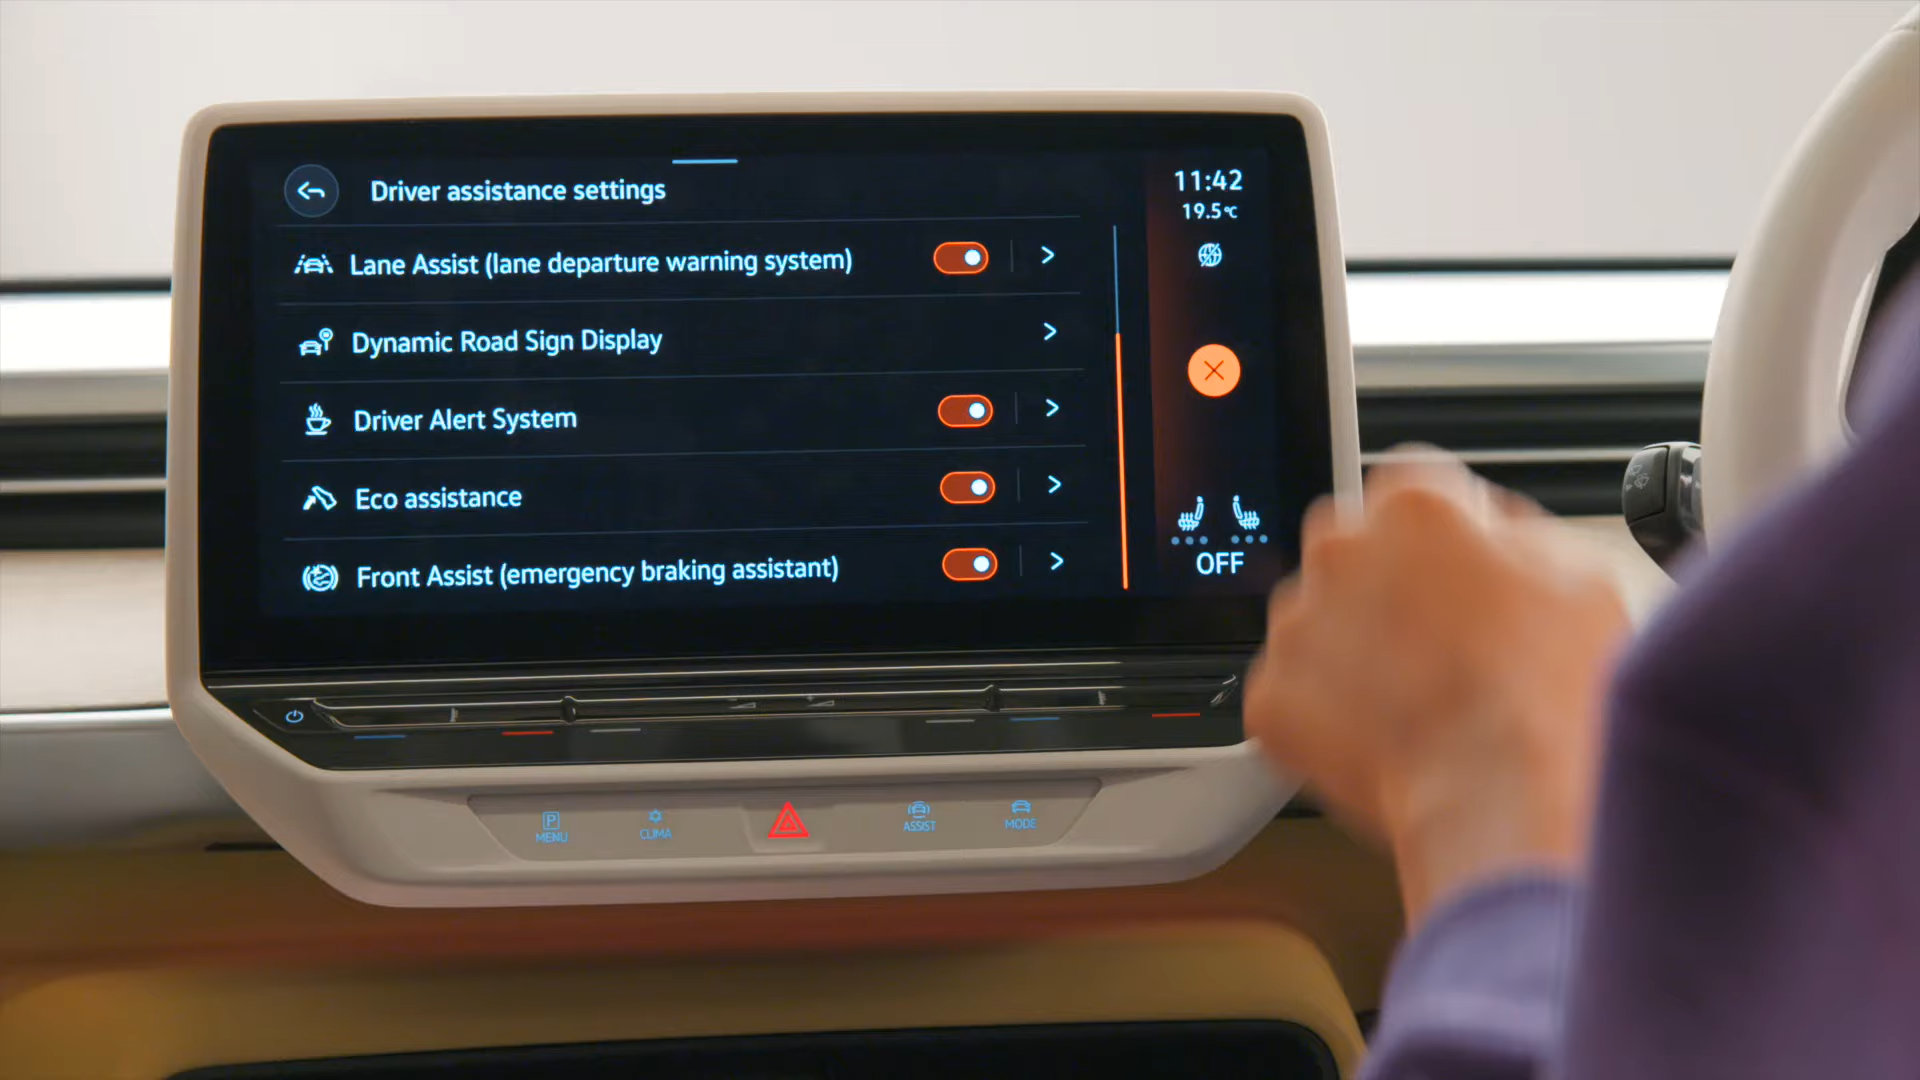 Driver assistance settings
11:42
19.5°C
Lane Assist (lane departure warning system)
Dynamic Road Sign Display
Driver Alert System
Eco assistance
Front Assist (emergency braking assistant)
OFF
P
MENU
CLIMA
ASSIST
MODE